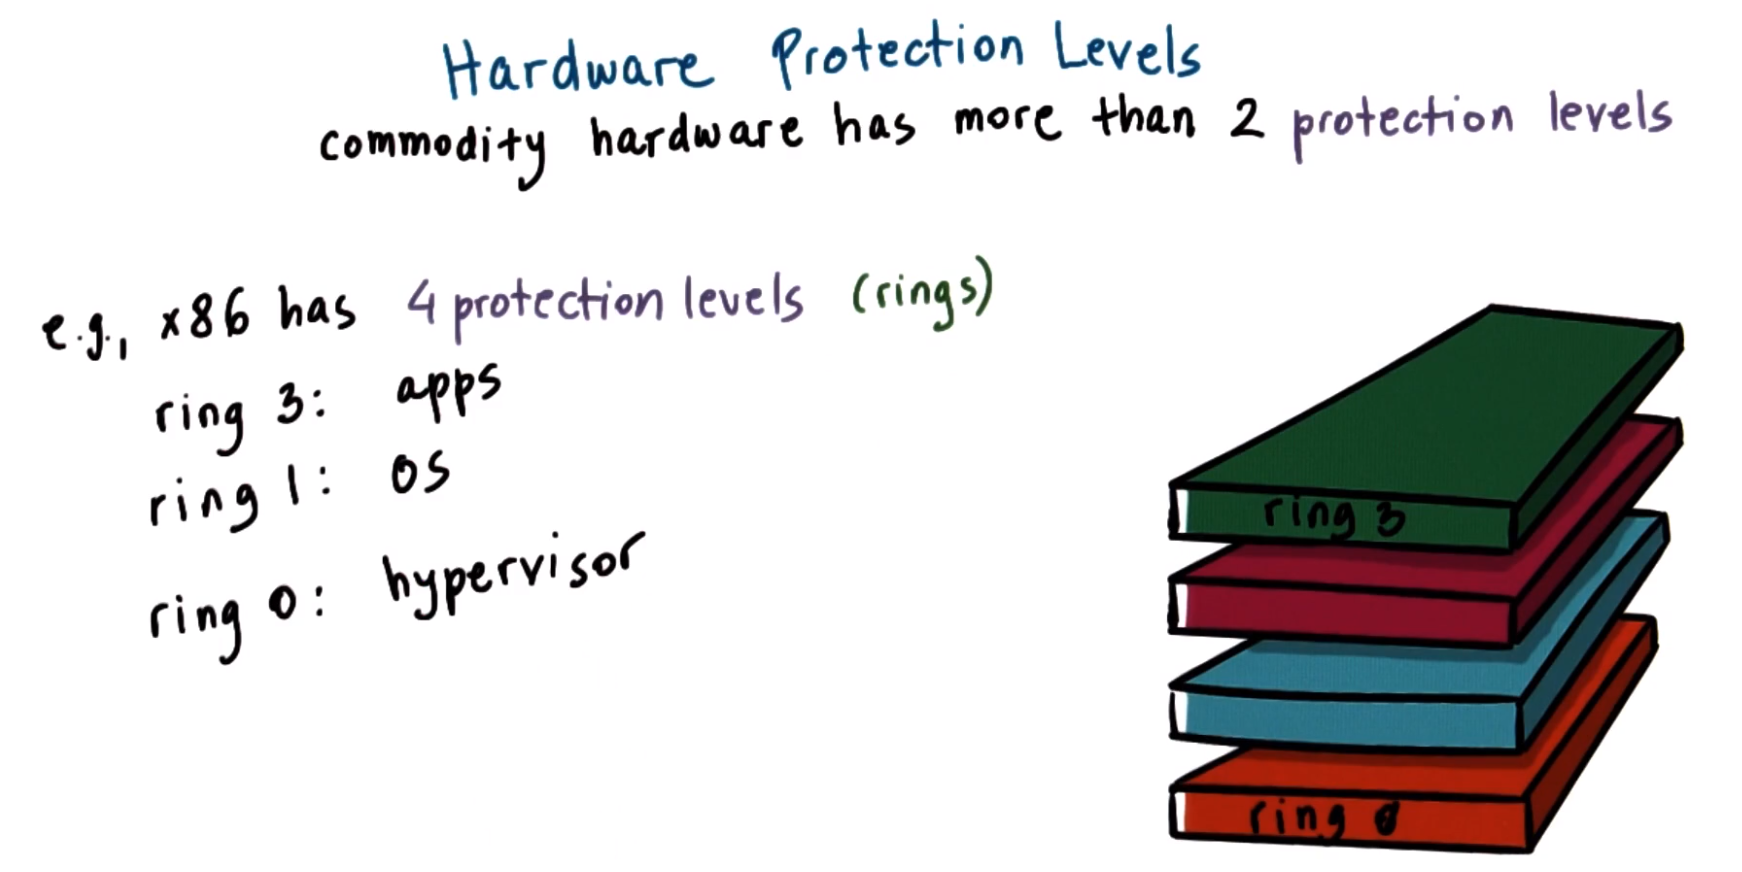 Hardware Protection Levels
commodity hardware has more than 2 protection levels
e.g., x86 has 4 protection levels (rings)
ring 3: apps
ring 1: OS
ring 0: hypervisor
ring 3
ring 0